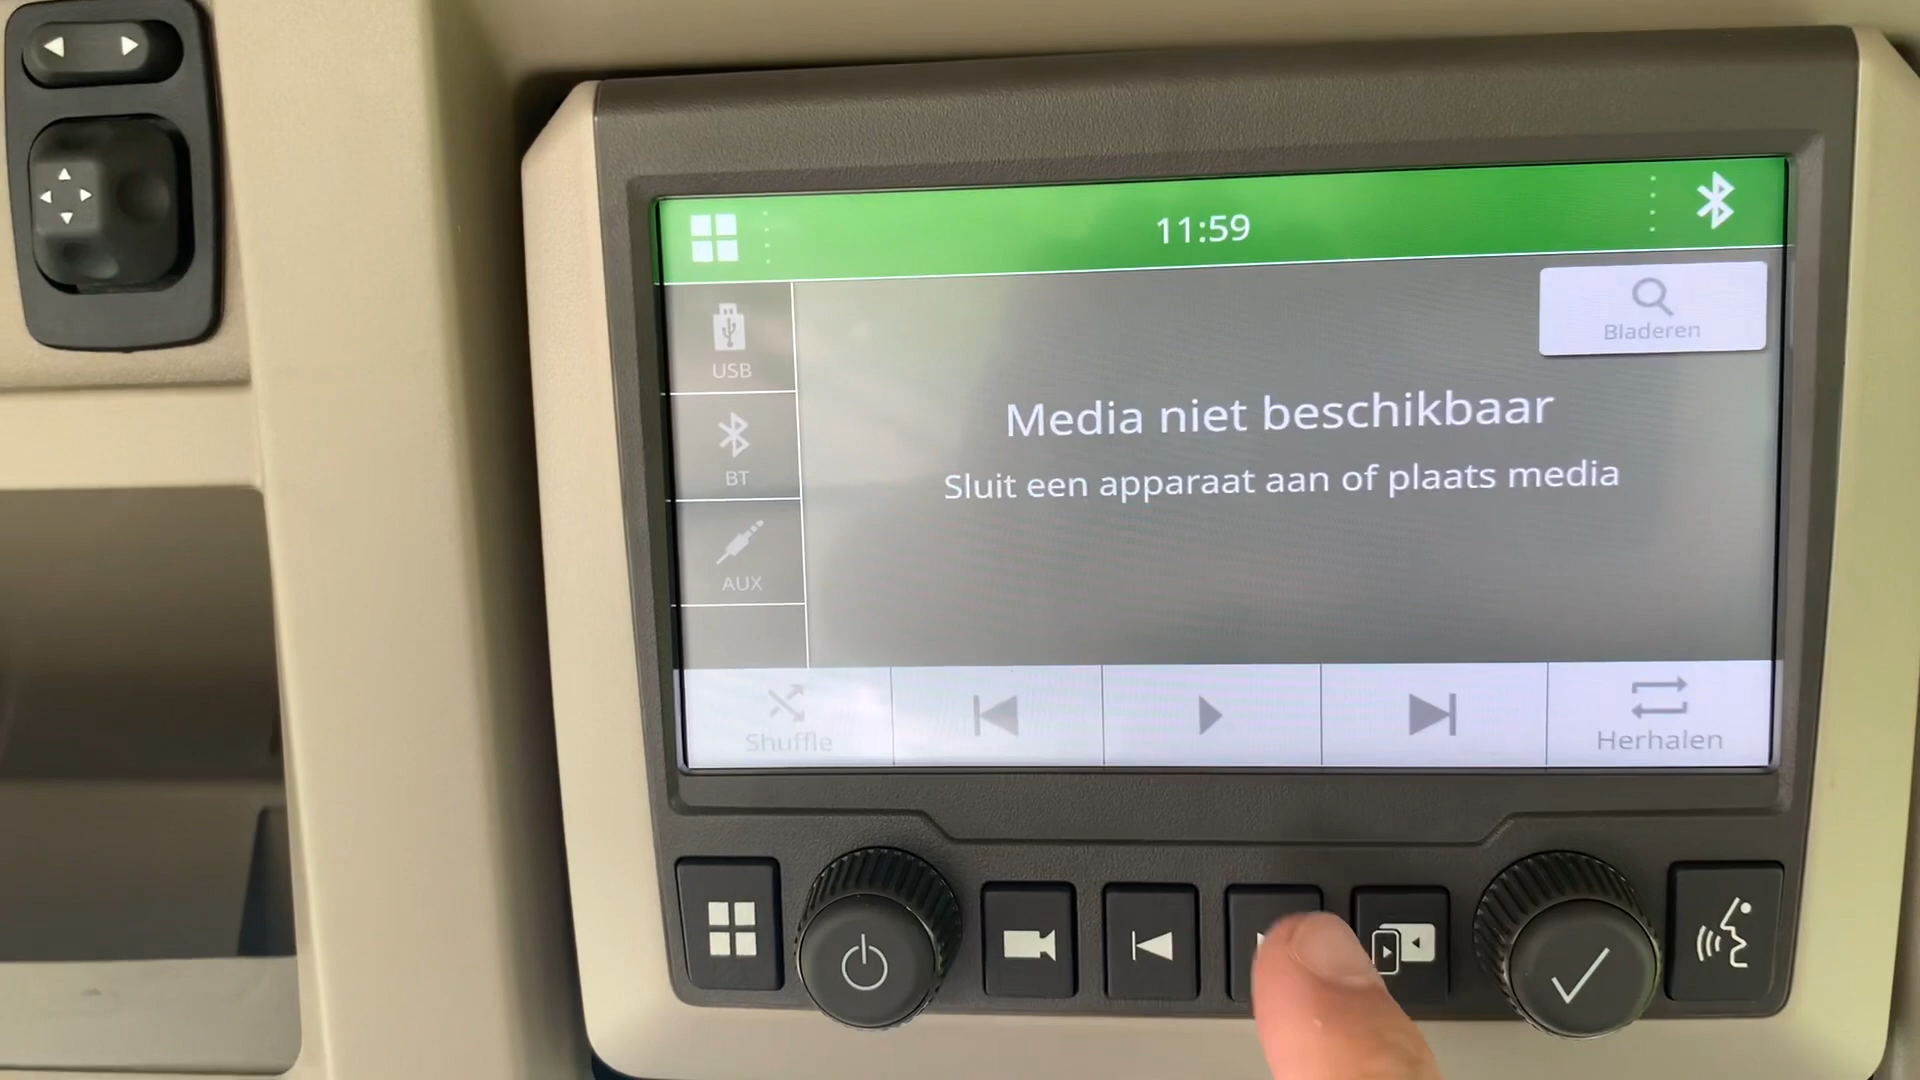 11:59
USB
Bladeren
BT
Media niet beschikbaar
Sluit een apparaat aan of plaats media
AUX
Shuffle
Herhalen